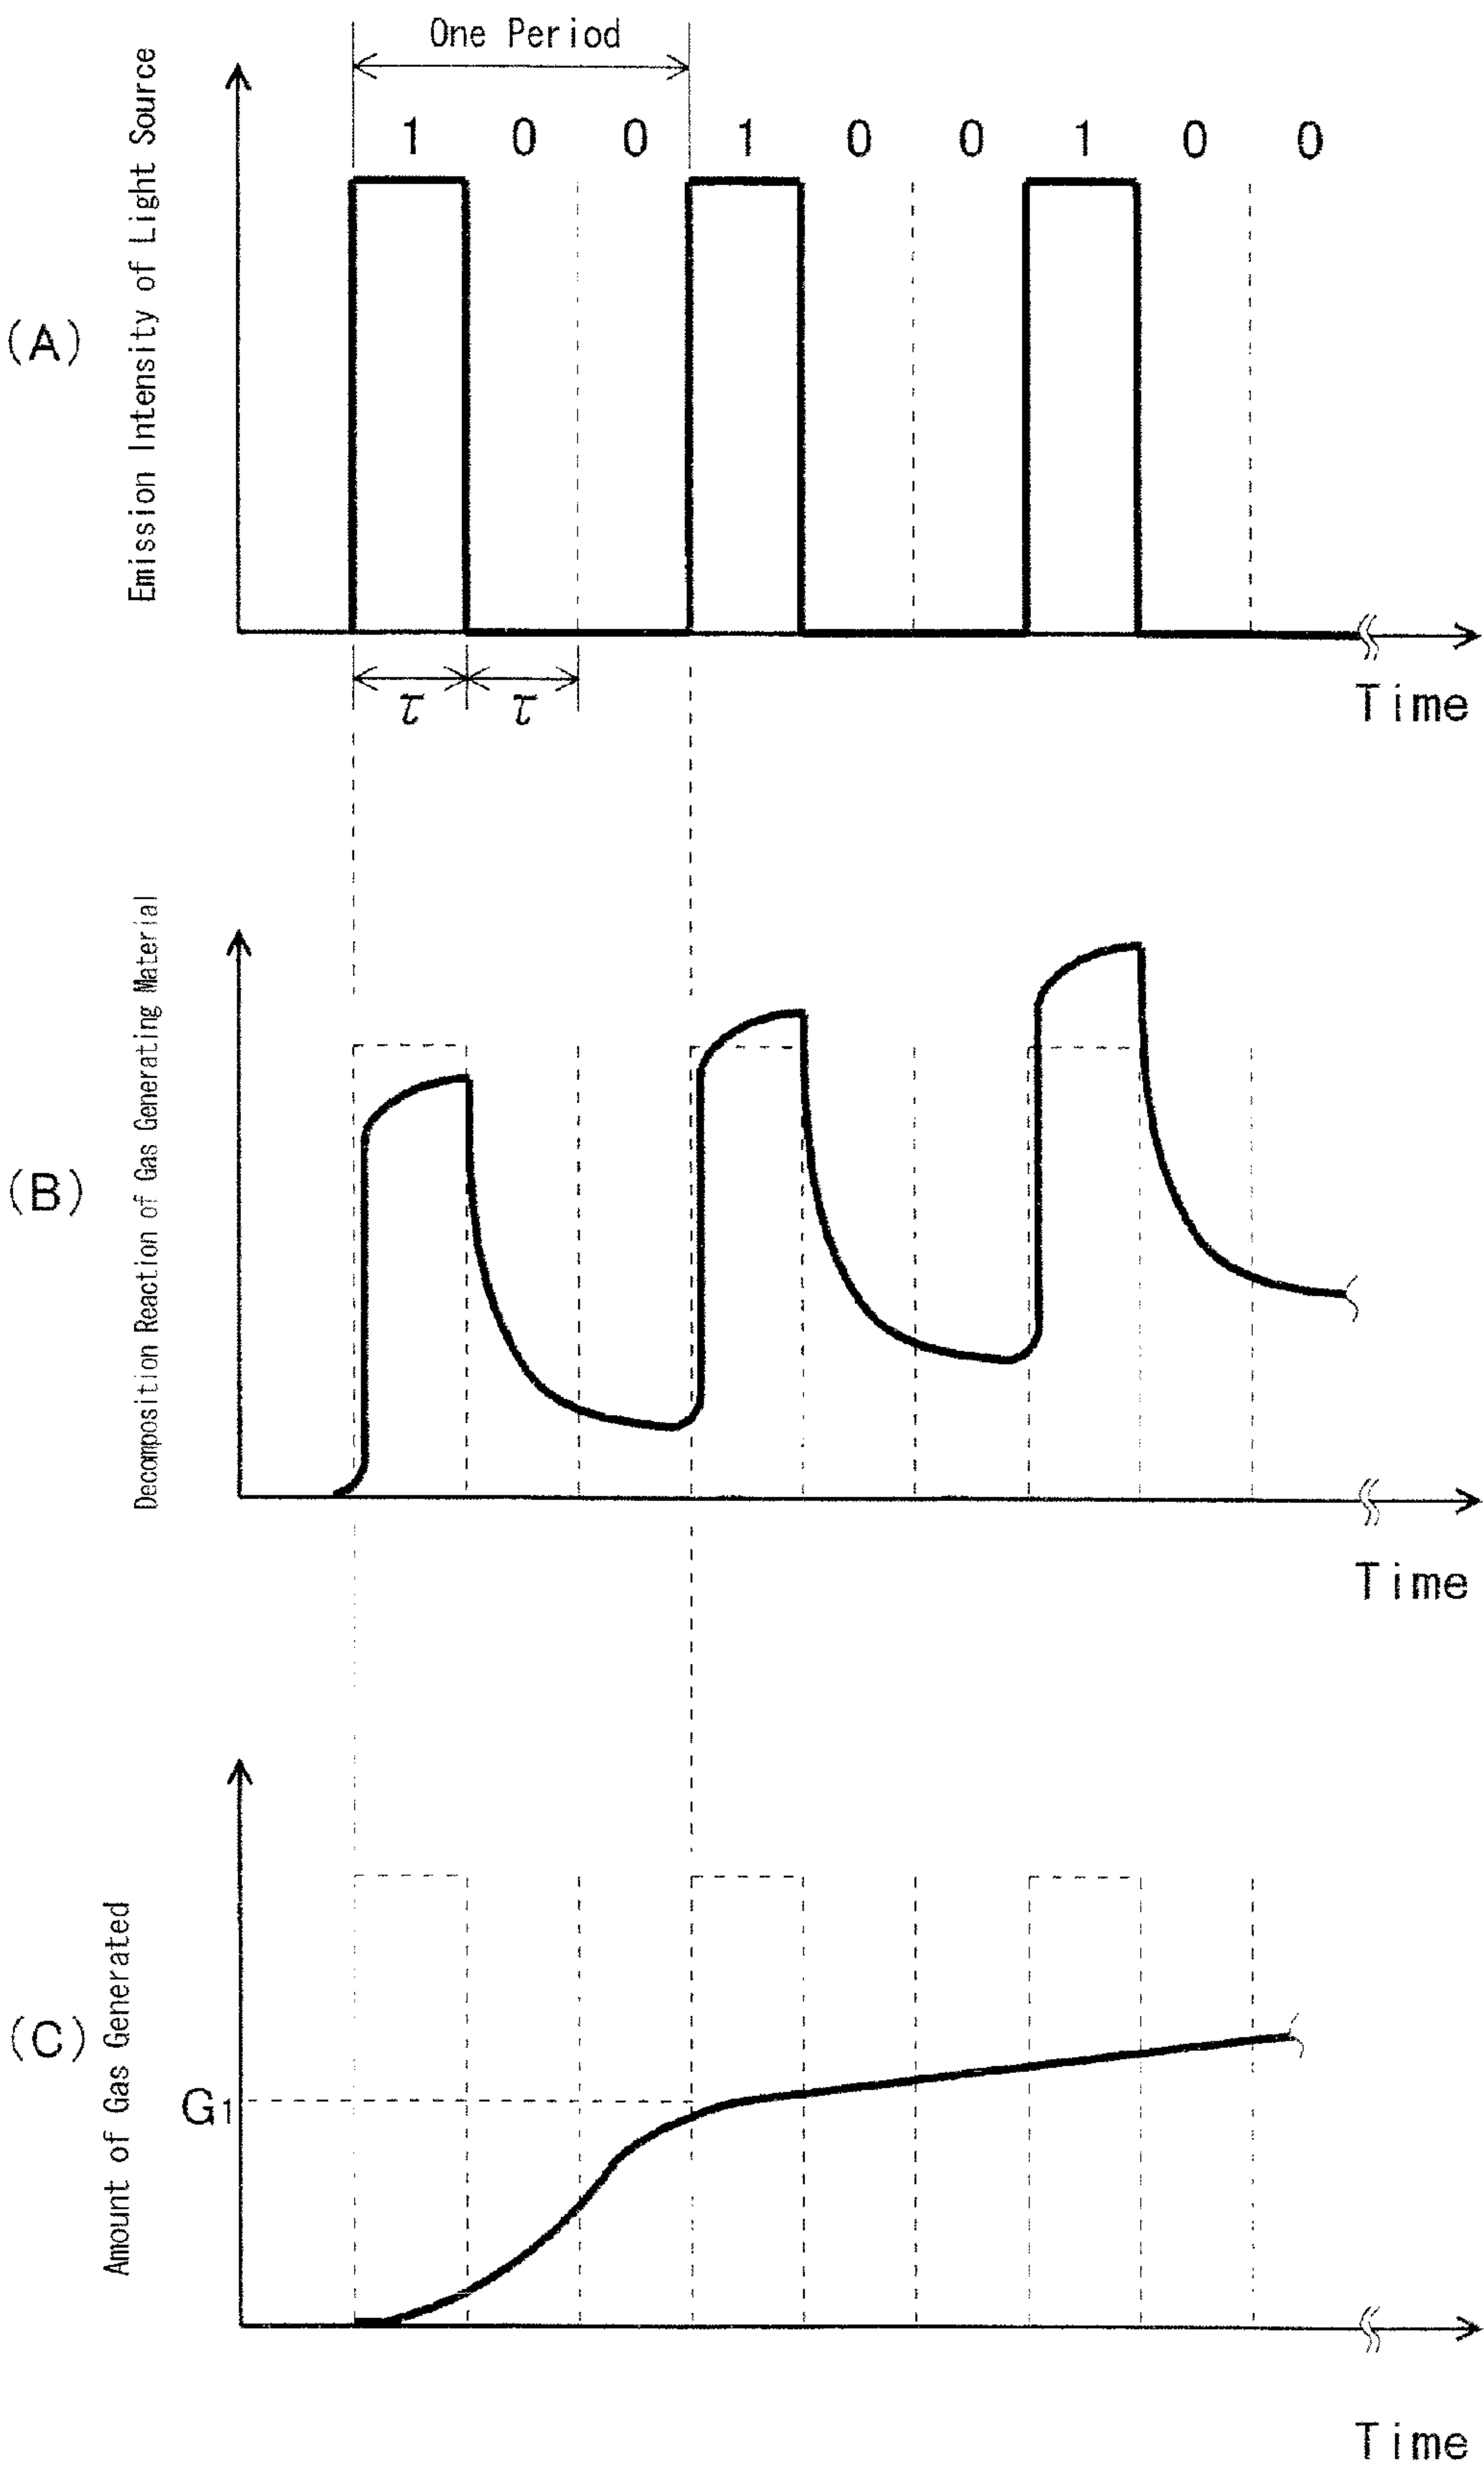 One Period
1 0 0 1 0 0 1 0 0
(A)
Emission Intensity of Light Source
τ τ
Time
(B)
Decomposition Reaction of Gas Generating Material
Time
(C)
Amount of Gas Generated
G1
Time